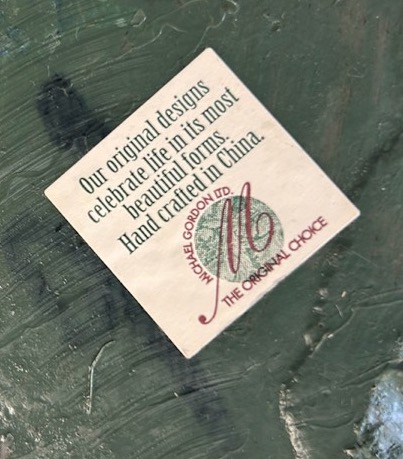 Our original designs
celebrate life in its most
beautiful forms.
Hand crafted in China.
MICHAEL GORDON LTD.
M
THE ORIGINAL CHOICE